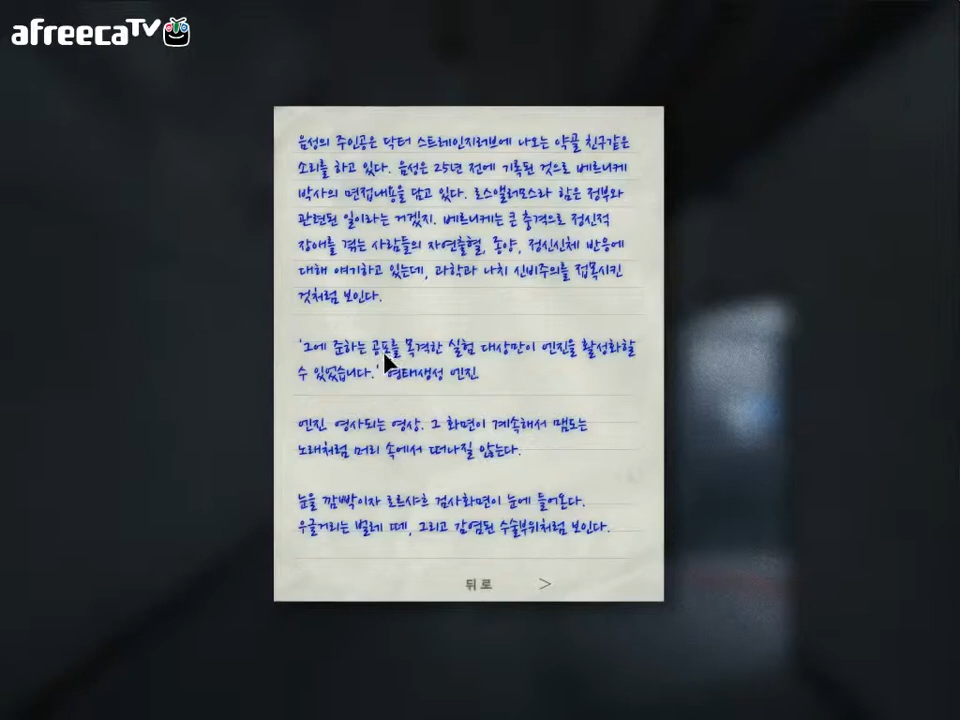 afreecaTV
음성의 주인공은 닥터 스트레인지러브에 나오는 약골 친구같은
소리를 하고 있다. 음성은 25년 전에 기록된 것으로 베르니케
박사의 면접내용을 담고 있다. 로스앨러모스라 함은 정부와
관련된 일이라는 거겠지. 베르니케는 큰 충격으로 정신적
장애를 겪는 사람들의 자연출혈, 종양, 정신신체 반응에
대해 얘기하고 있는데, 과학과 나치 신비주의를 접목시킨
것처럼 보인다.
'그에 준하는 공포를 목격한 실험 대상만이 엔진을 활성화할
수 있었습니다.' 형태생성 엔진.
엔진. 영사되는 영상. 그 화면이 계속해서 맴도는
노래처럼 머리 속에서 떠나질 않는다.
눈을 깜빡이자 로르샤흐 검사화면이 눈에 들어온다.
우글거리는 벌레 떼, 그리고 감염된 수술부위처럼 보인다.
뒤로 >